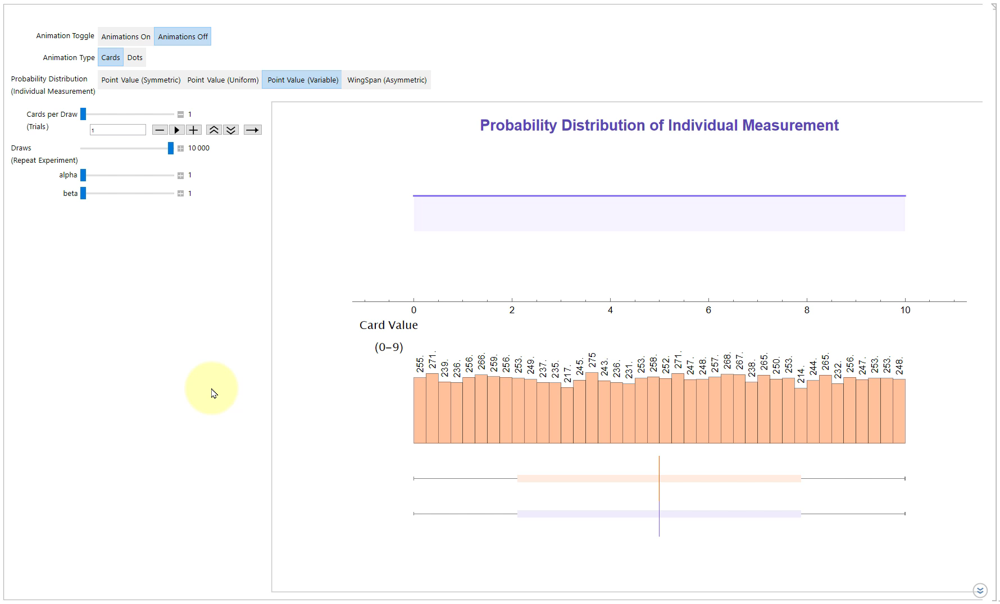 Animation Toggle Animations On Animations Off
Animation Type Cards Dots
Probability Distribution Point Value (Symmetric) Point Value (Uniform) Point Value (Variable) WingSpan (Asymmetric)
(Individual Measurement)
Cards per Draw 1
(Trials) 1
Draws 10 000
(Repeat Experiment)
alpha 1
beta 1
Probability Distribution of Individual Measurement
0 2 4 6 8 10
Card Value
(0–9)
255. 271. 239. 236. 256. 266. 259. 256. 253. 249. 237. 235. 217. 245. 275 243. 236. 231. 253. 258. 252. 271. 247. 248. 257. 268. 267. 238. 265. 250. 253. 214. 244. 265. 232. 256. 247. 253. 253. 248.